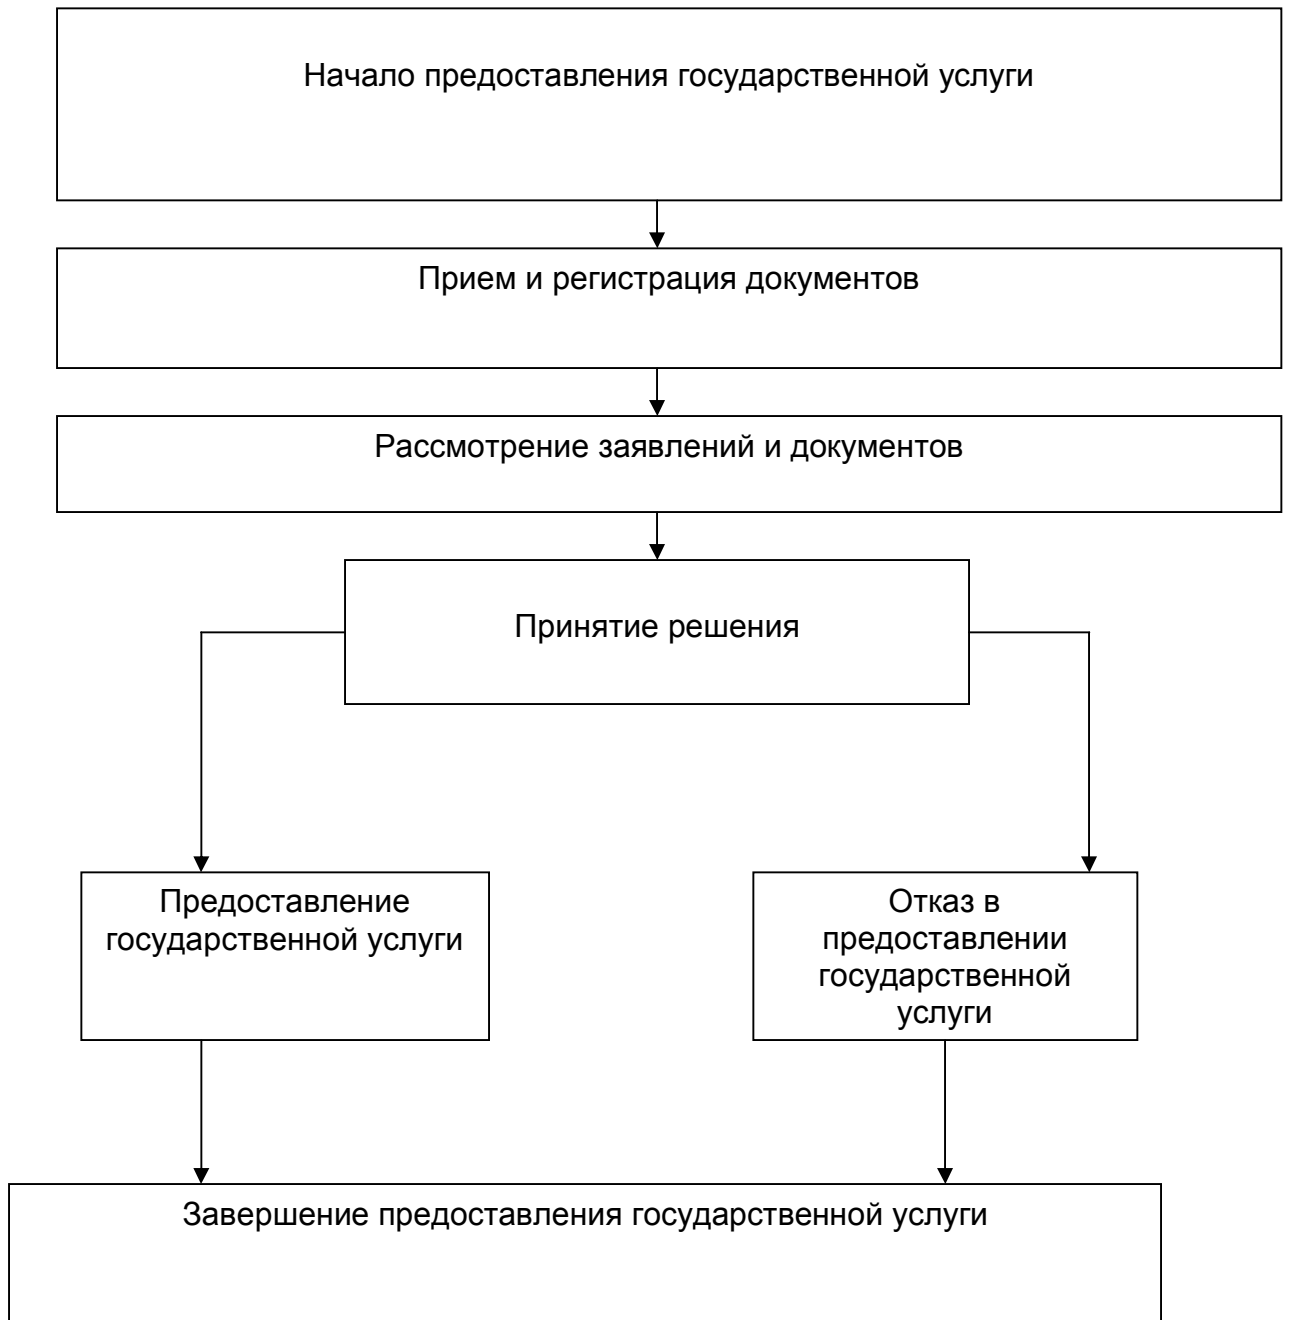 Начало предоставления государственной услуги
Прием и регистрация документов
Рассмотрение заявлений и документов
Принятие решения
Предоставление
государственной услуги
Отказ в
предоставлении
государственной
услуги
Завершение предоставления государственной услуги